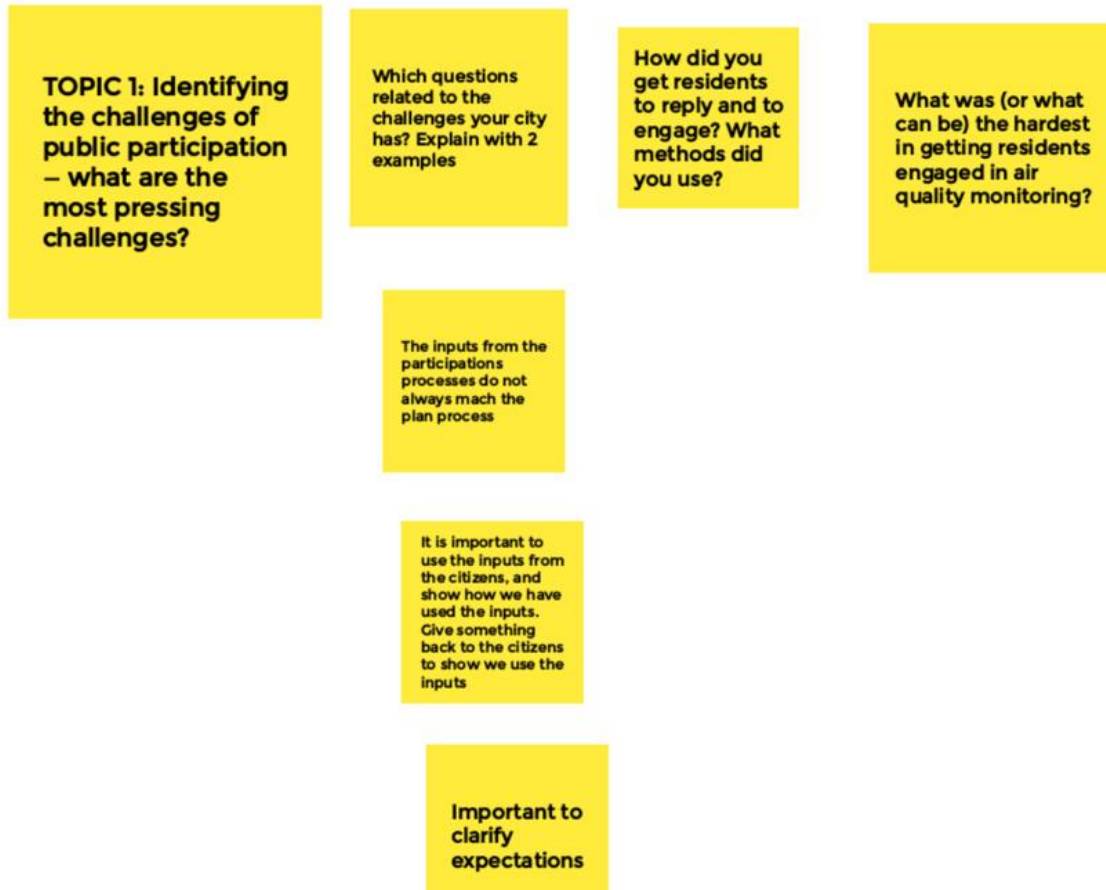 TOPIC 1: Identifying
the challenges of
public participation
– what are the
most pressing
challenges?
Which questions
related to the
challenges your city
has? Explain with 2
examples
How did you
get residents
to reply and to
engage? What
methods did
you use?
What was (or what
can be) the hardest
in getting residents
engaged in air
quality monitoring?
The inputs from the
participations
processes do not
always mach the
plan process
It is important to
use the inputs from
the citizens, and
show how we have
used the inputs.
Give something
back to the citizens
to show we use the
inputs
Important to
clarify
expectations